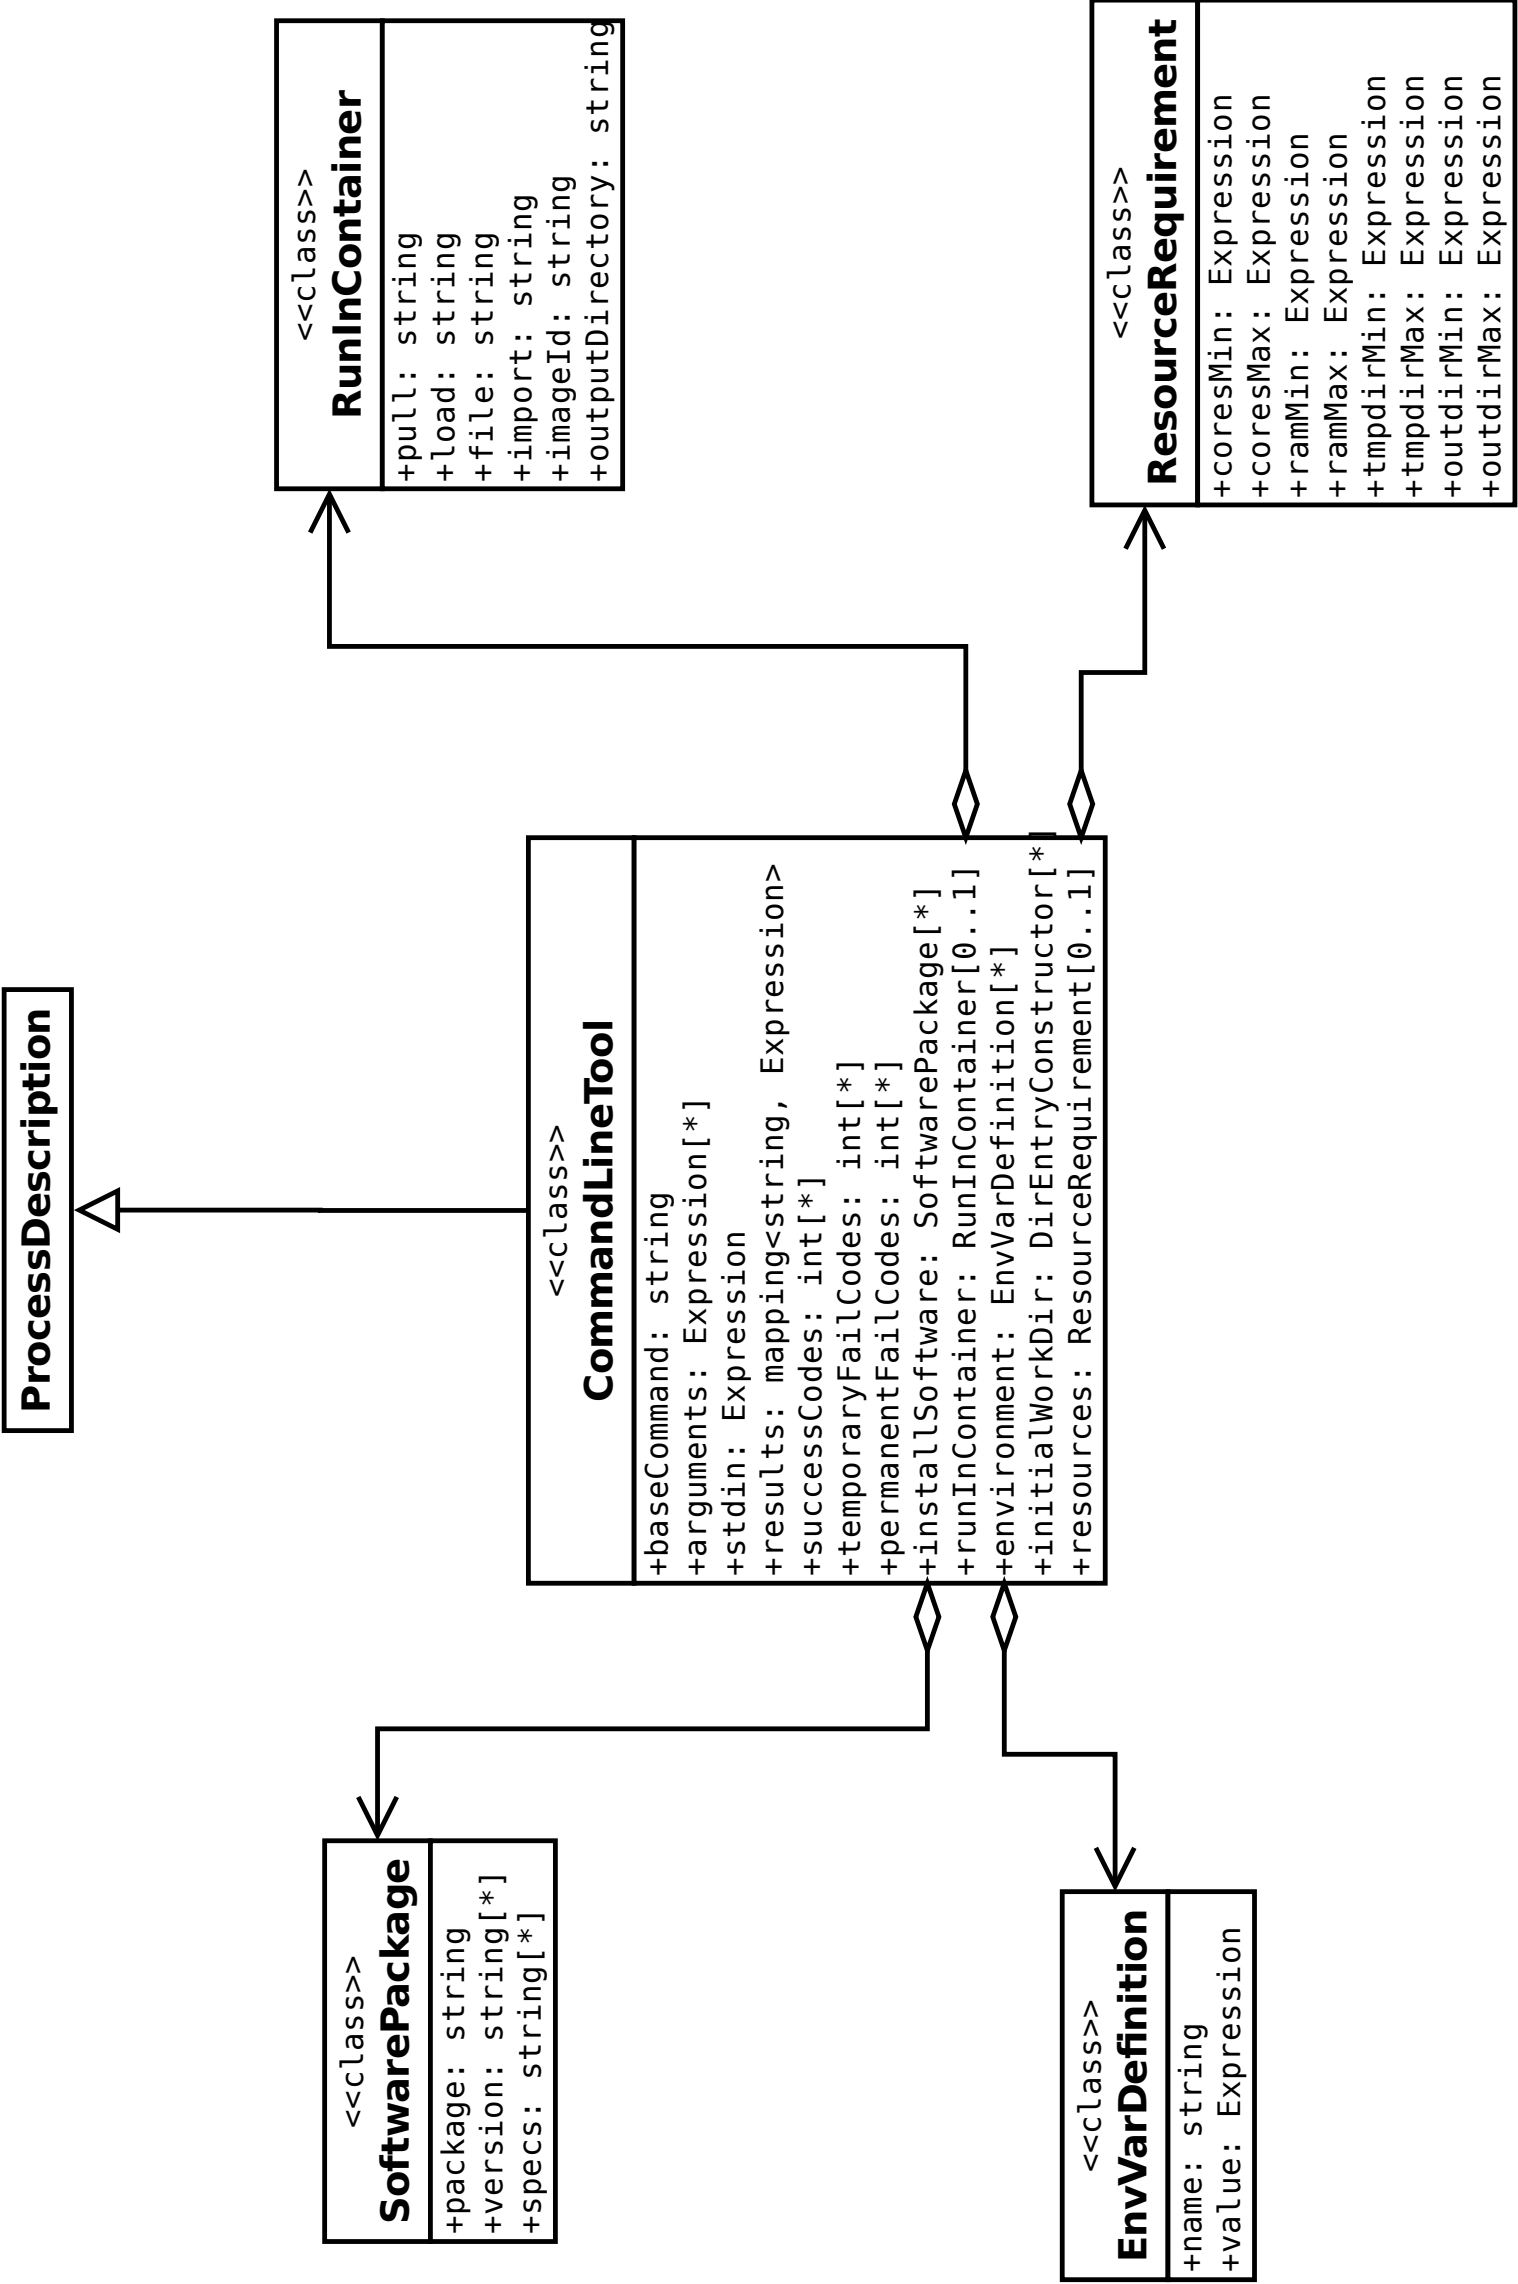 ProcessDescription
<<class>>
SoftwarePackage
+package: string
+version: string[*]
+specs: string[*]
<<class>>
CommandLineTool
+baseCommand: string
+arguments: Expression[*]
+stdin: Expression
+results: mapping<string, Expression>
+successCodes: int[*]
+temporaryFailCodes: int[*]
+permanentFailCodes: int[*]
+installSoftware: SoftwarePackage[*]
+runInContainer: RunInContainer[0..1]
+environment: EnvVarDefinition[*]
+initialWorkDir: DirEntryConstructor[*]
+resources: ResourceRequirement[0..1]
<<class>>
RunInContainer
+pull: string
+load: string
+file: string
+import: string
+imageId: string
+outputDirectory: string
<<class>>
EnvVarDefinition
+name: string
+value: Expression
<<class>>
ResourceRequirement
+coresMin: Expression
+coresMax: Expression
+ramMin: Expression
+ramMax: Expression
+tmpdirMin: Expression
+tmpdirMax: Expression
+outdirMin: Expression
+outdirMax: Expression